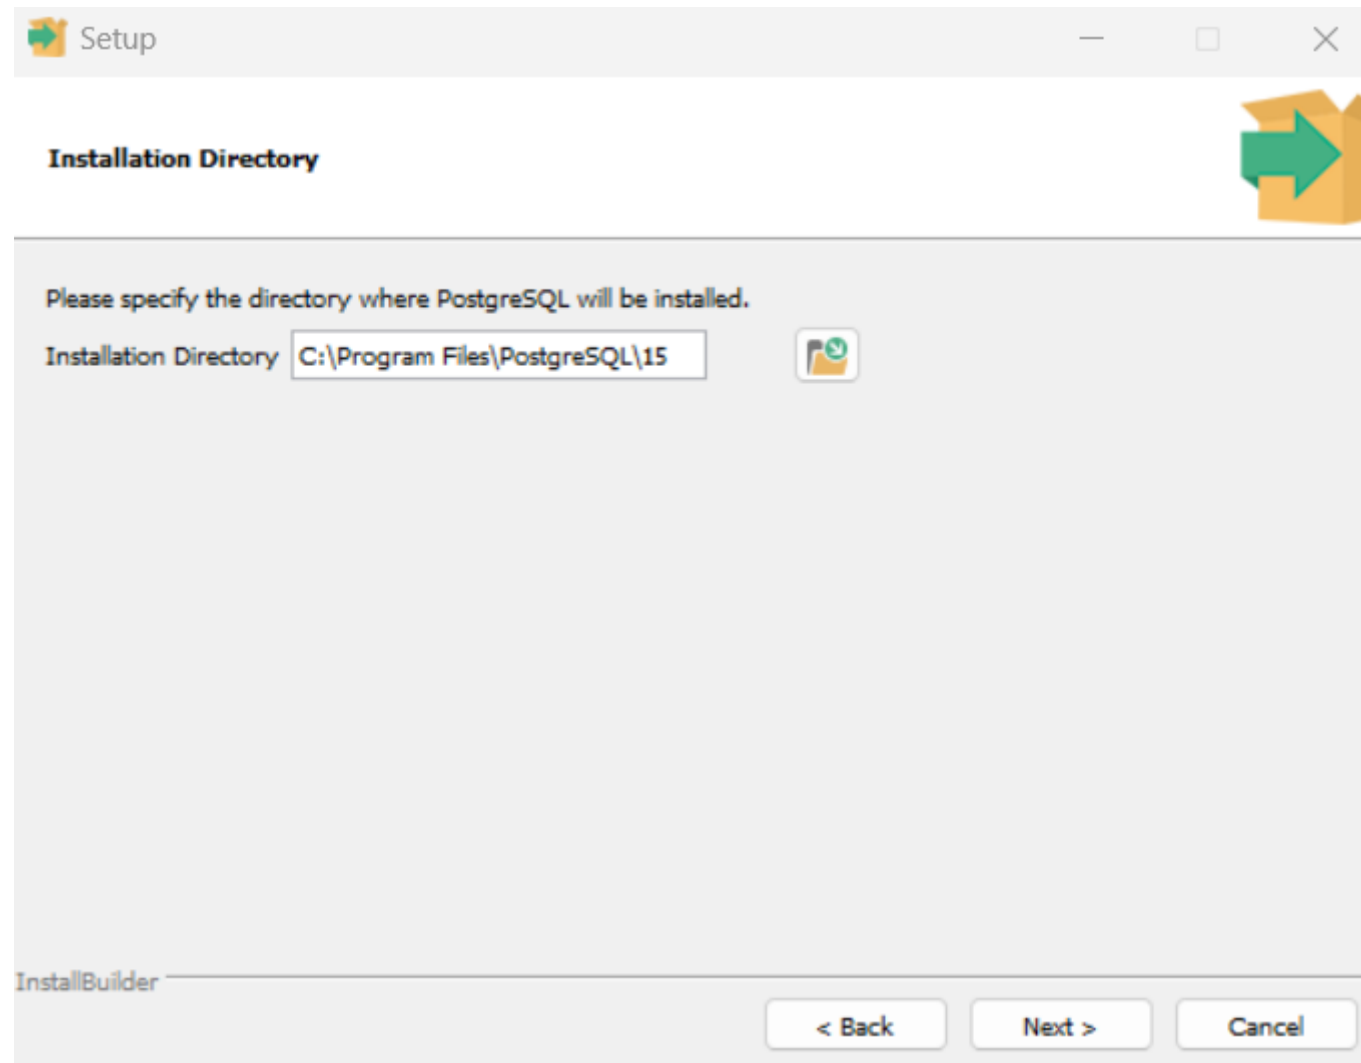 Setup
Installation Directory
Please specify the directory where PostgreSQL will be installed.
Installation Directory C:\Program Files\PostgreSQL\15
InstallBuilder
< Back Next > Cancel